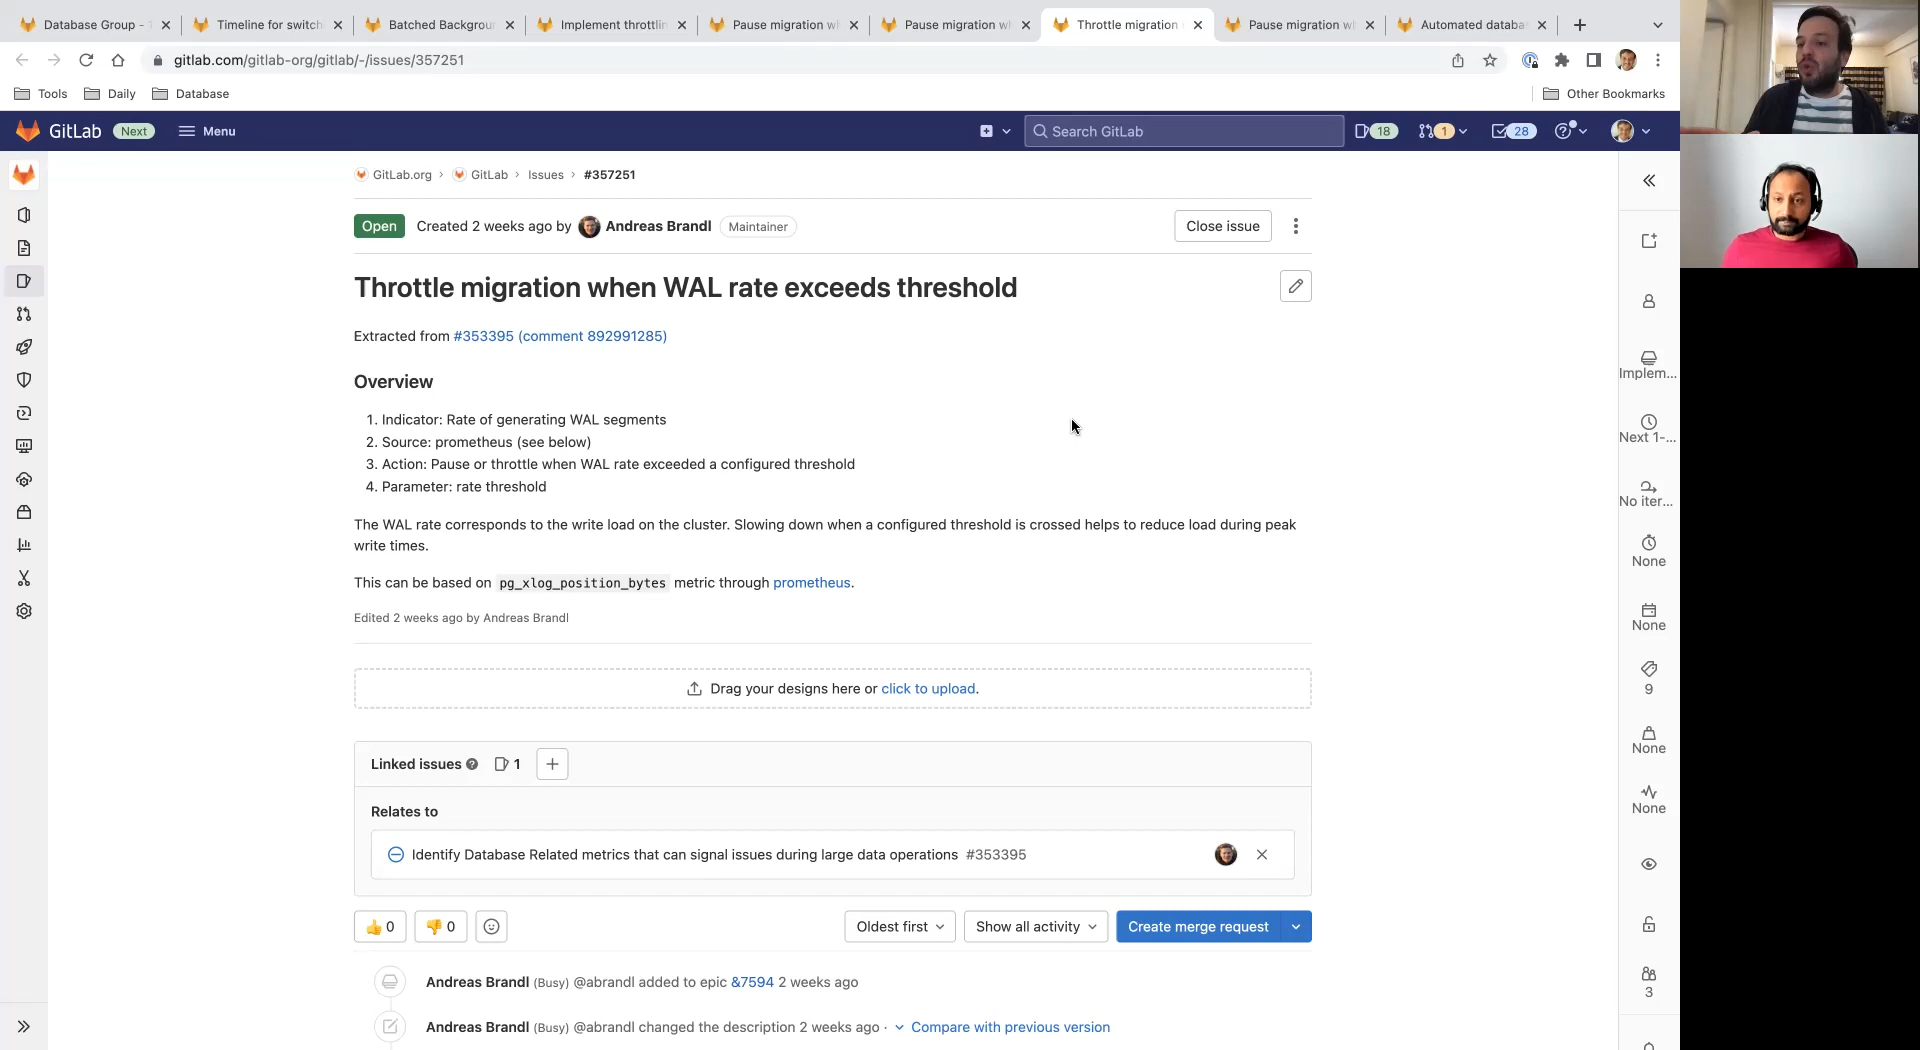 Database Group -
Timeline for switch
Batched Backgroun
Implement throttlin
Pause migration w
Pause migration w
Throttle migration
Pause migration w
Automated databa
gitlab.com/gitlab-org/gitlab/-/issues/357251
Tools Daily Database
Other Bookmarks
GitLab Next Menu
Search GitLab
18 1 28
GitLab.org › GitLab › Issues › #357251
Open Created 2 weeks ago by Andreas Brandl Maintainer
Close issue
Throttle migration when WAL rate exceeds threshold
Extracted from #353395 (comment 892991285)
Overview
1. Indicator: Rate of generating WAL segments
2. Source: prometheus (see below)
3. Action: Pause or throttle when WAL rate exceeded a configured threshold
4. Parameter: rate threshold
The WAL rate corresponds to the write load on the cluster. Slowing down when a configured threshold is crossed helps to reduce load during peak
write times.
This can be based on pg_xlog_position_bytes metric through prometheus.
Edited 2 weeks ago by Andreas Brandl
Drag your designs here or click to upload.
Linked issues 1
Relates to
Identify Database Related metrics that can signal issues during large data operations #353395
0 0
Oldest first
Show all activity
Create merge request
Andreas Brandl (Busy) @abrandl added to epic &7594 2 weeks ago
Andreas Brandl (Busy) @abrandl changed the description 2 weeks ago · Compare with previous version
Implem...
Next 1-...
No iter...
None
None
9
None
None
3